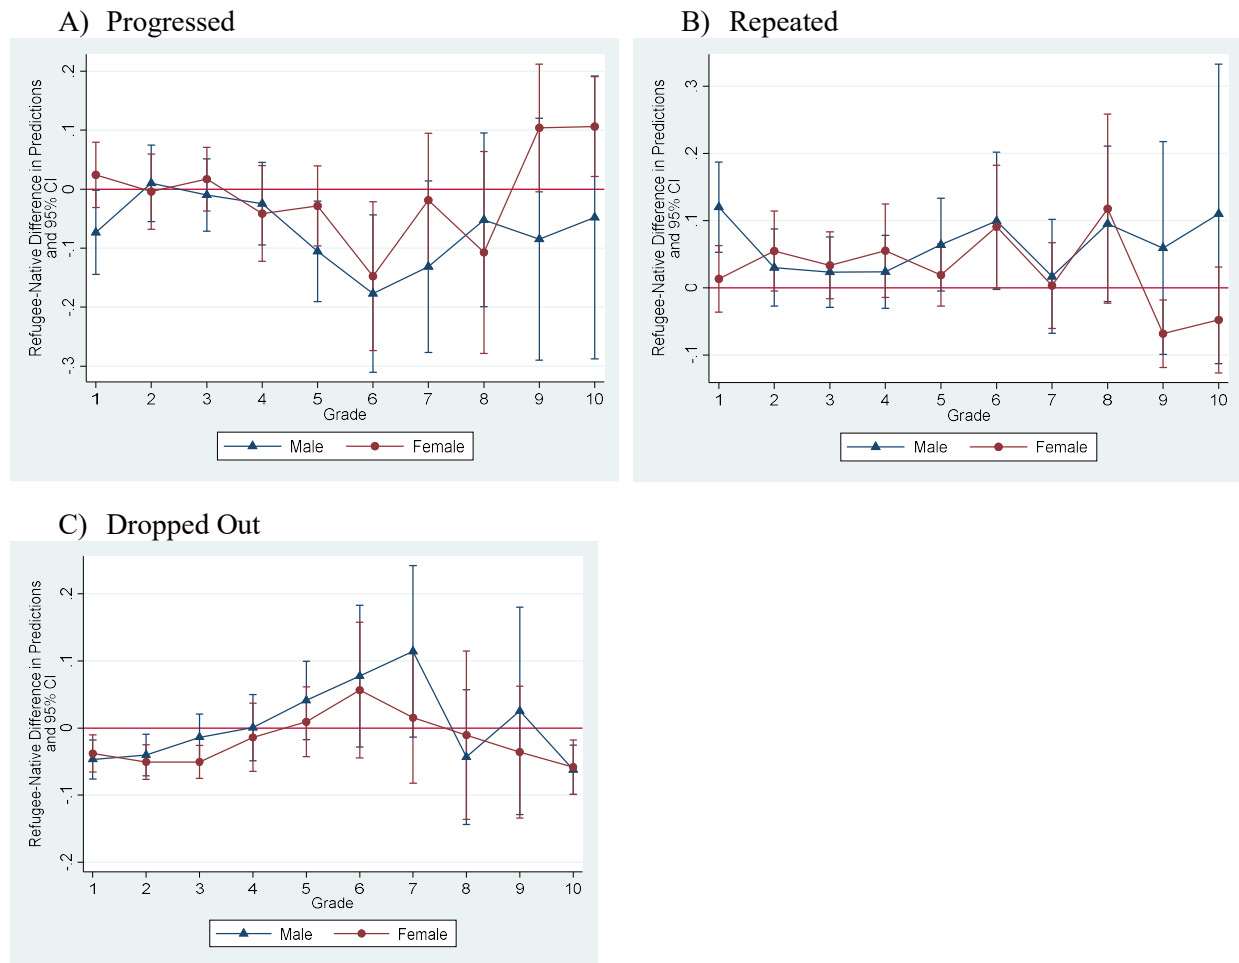 A) Progressed
Refugee-Native Difference in Predictions
and 95% CI
.2
.1
0
-.1
-.2
-.3
1 2 3 4 5 6 7 8 9 10
Grade
Male Female
B) Repeated
Refugee-Native Difference in Predictions
and 95% CI
.3
.2
.1
0
-.1
1 2 3 4 5 6 7 8 9 10
Grade
Male Female
C) Dropped Out
Refugee-Native Difference in Predictions
and 95% CI
.2
.1
0
-.1
-.2
1 2 3 4 5 6 7 8 9 10
Grade
Male Female